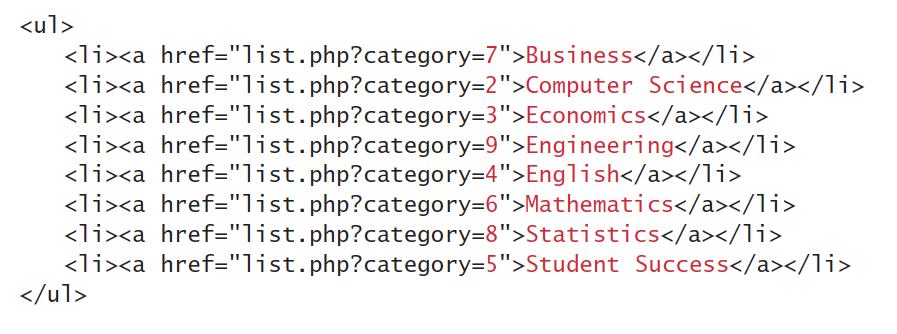 <ul>
<li><a href="list.php?category=7">Business</a></li>
<li><a href="list.php?category=2">Computer Science</a></li>
<li><a href="list.php?category=3">Economics</a></li>
<li><a href="list.php?category=9">Engineering</a></li>
<li><a href="list.php?category=4">English</a></li>
<li><a href="list.php?category=6">Mathematics</a></li>
<li><a href="list.php?category=8">Statistics</a></li>
<li><a href="list.php?category=5">Student Success</a></li>
</ul>